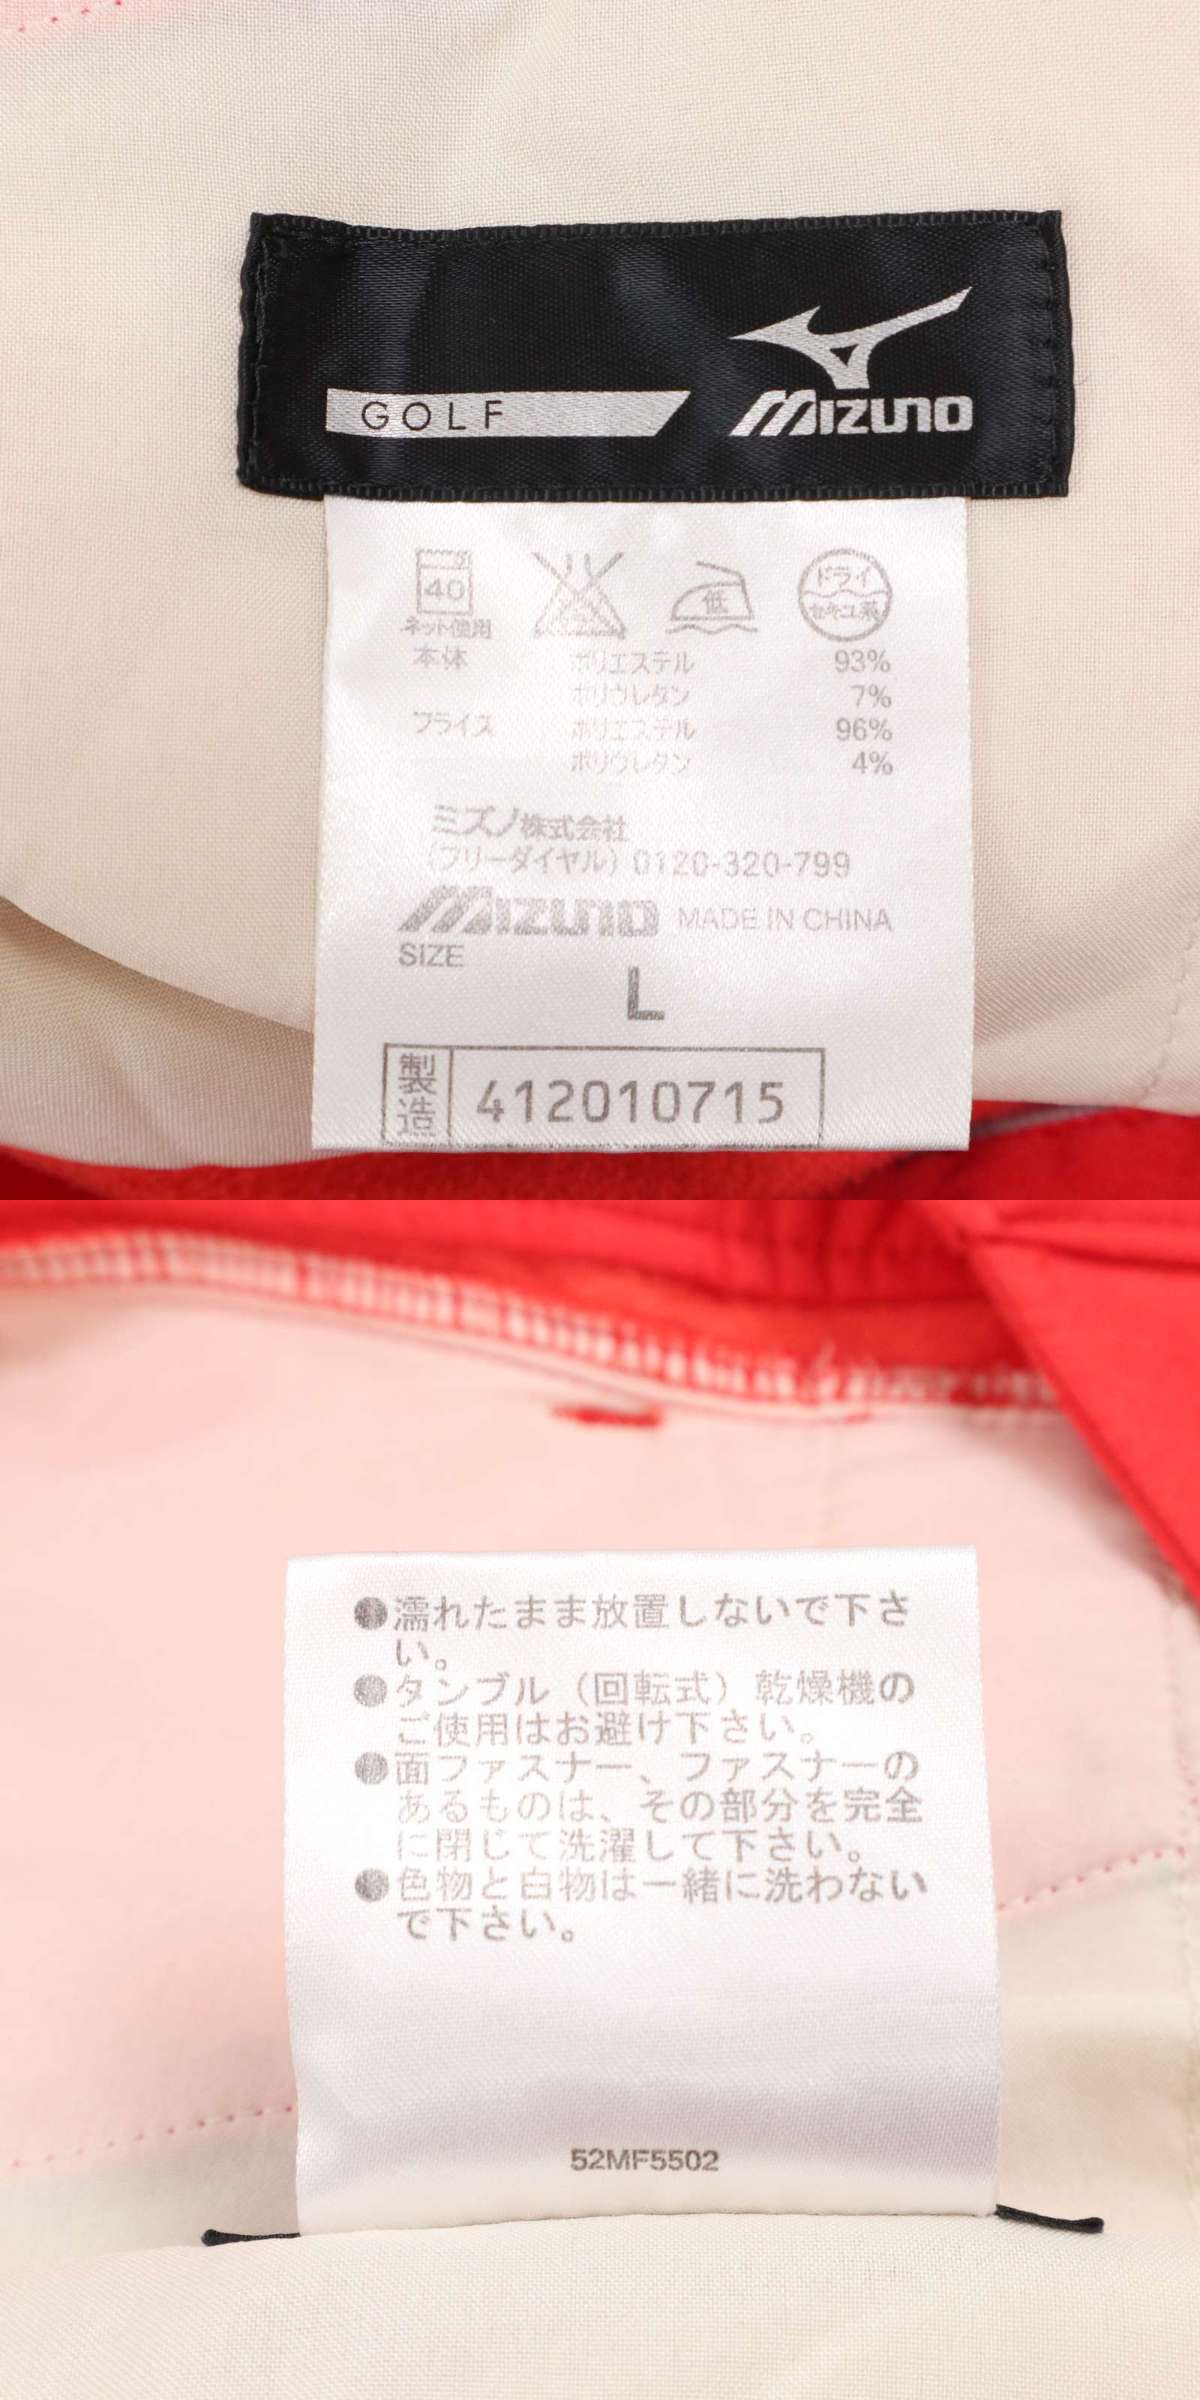 GOLF
MIZUNO
40
ネット使用
低
ドライ
セキユ系
本体 ポリエステル 93%
ポリウレタン 7%
フライス ポリエステル 96%
ポリウレタン 4%
ミズノ株式会社
(フリーダイヤル) 0120-320-799
MIZUNO MADE IN CHINA
SIZE
L
製造 412010715
●濡れたまま放置しないで下さ
い。
●タンブル(回転式)乾燥機の
ご使用はお避け下さい。
●面ファスナー、ファスナーの
あるものは、その部分を完全
に閉じて洗濯して下さい。
●色物と白物は一緒に洗わない
で下さい。
52MF5502